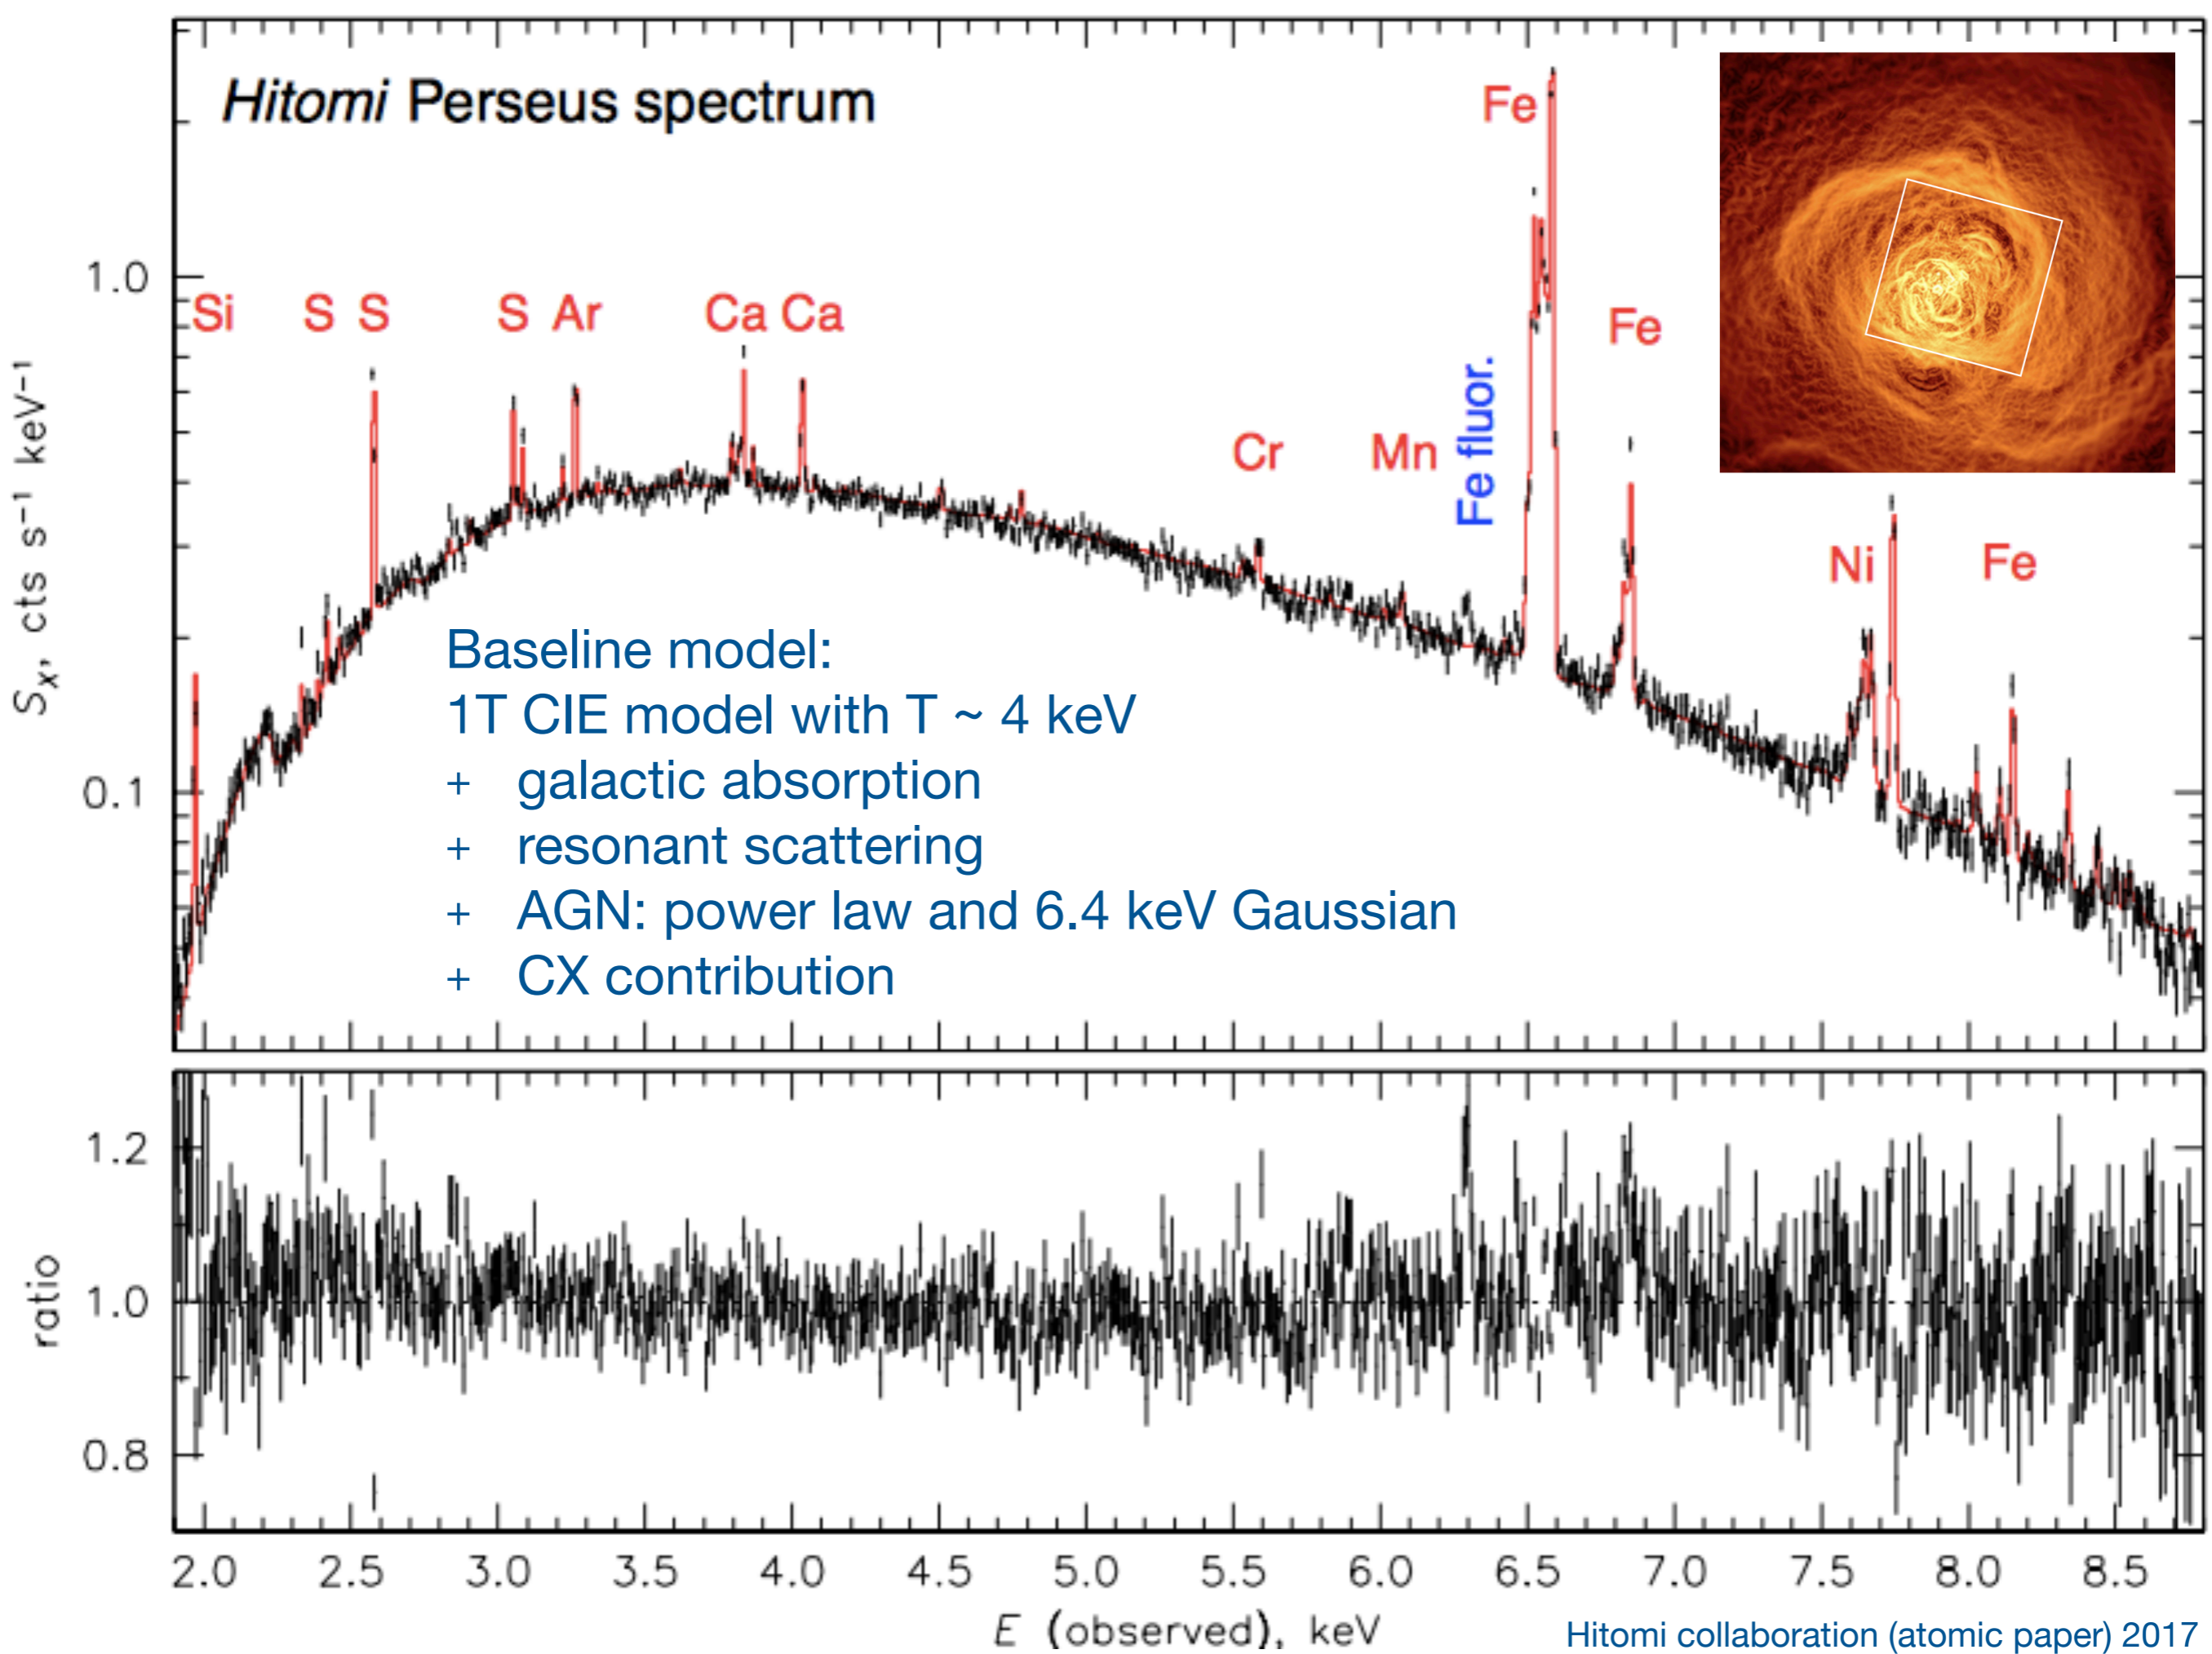 Hitomi Perseus spectrum
Fe
1.0
Si S S S Ar Ca Ca
Fe
Fe fluor.
Cr Mn
Ni Fe
Sx, cts s⁻¹ keV⁻¹
0.1
Baseline model:
1T CIE model with T ~ 4 keV
+ galactic absorption
+ resonant scattering
+ AGN: power law and 6.4 keV Gaussian
+ CX contribution
ratio
1.2
1.0
0.8
2.0 2.5 3.0 3.5 4.0 4.5 5.0 5.5 6.0 6.5 7.0 7.5 8.0 8.5
E (observed), keV
Hitomi collaboration (atomic paper) 2017